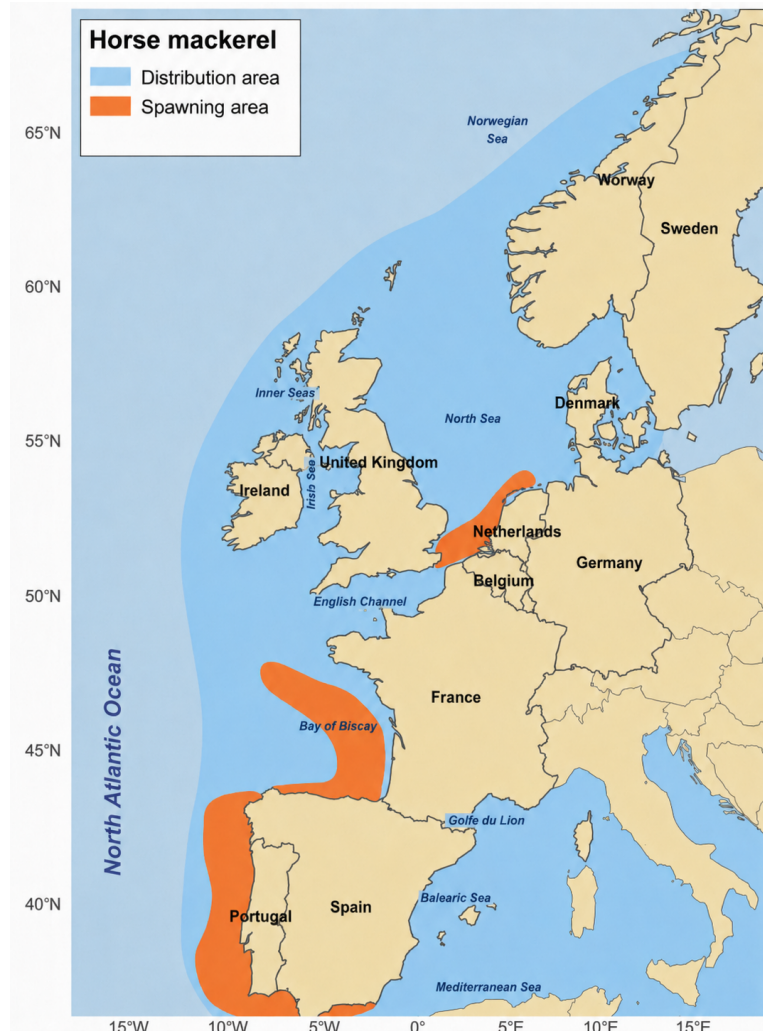 Horse mackerel
Distribution area
Spawning area
65°N
60°N
55°N
50°N
45°N
40°N
Norwegian
Sea
Worway
Sweden
Inner Seas
North Sea
Denmark
United Kingdom
Irish See
Ireland
Netherlands
Belgium
Germany
English Channel
France
Bay of Biscay
North Atlantic Ocean
Golfe du Lion
Balearic Sea
Portugal
Spain
Mediterranean Sea
15°W
10°W
5°W
0°
5°E
10°E
15°E